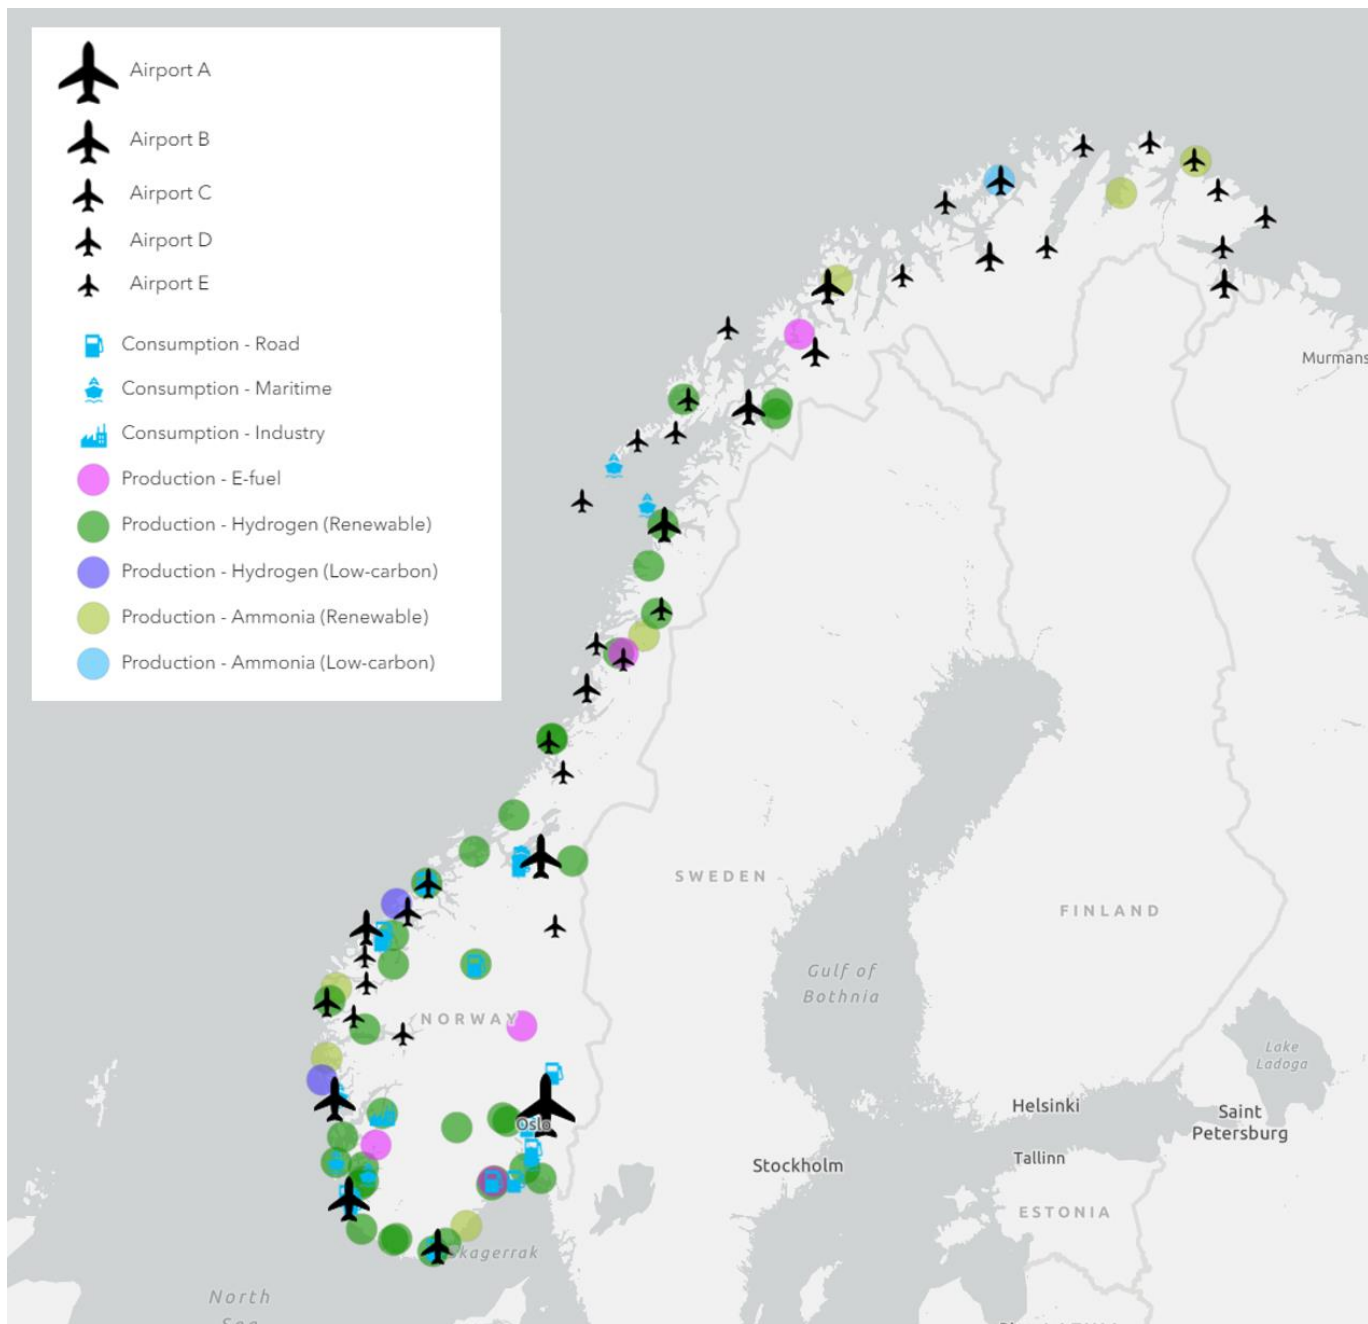 Airport A
Airport B
Airport C
Airport D
Airport E
Consumption - Road
Consumption - Maritime
Consumption - Industry
Production - E-fuel
Production - Hydrogen (Renewable)
Production - Hydrogen (Low-carbon)
Production - Ammonia (Renewable)
Production - Ammonia (Low-carbon)
Murmans
SWEDEN
FINLAND
Gulf of
Bothnia
NORWAY
Lake
Ladoga
Helsinki
Saint
Petersburg
Oslo
Stockholm
Tallinn
ESTONIA
Skagerrak
North
Sea